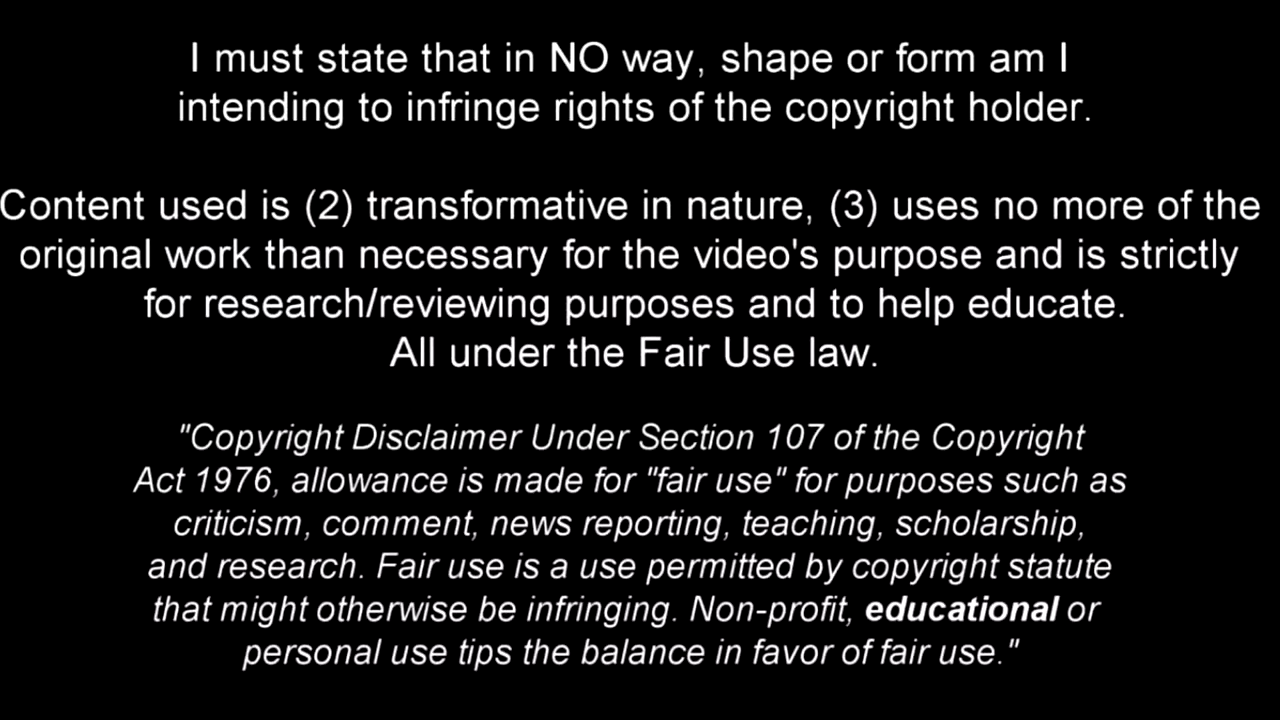 I must state that in NO way, shape or form am I
intending to infringe rights of the copyright holder.
Content used is (2) transformative in nature, (3) uses no more of the
original work than necessary for the video's purpose and is strictly
for research/reviewing purposes and to help educate.
All under the Fair Use law.
"Copyright Disclaimer Under Section 107 of the Copyright
Act 1976, allowance is made for "fair use" for purposes such as
criticism, comment, news reporting, teaching, scholarship,
and research. Fair use is a use permitted by copyright statute
that might otherwise be infringing. Non-profit, educational or
personal use tips the balance in favor of fair use."